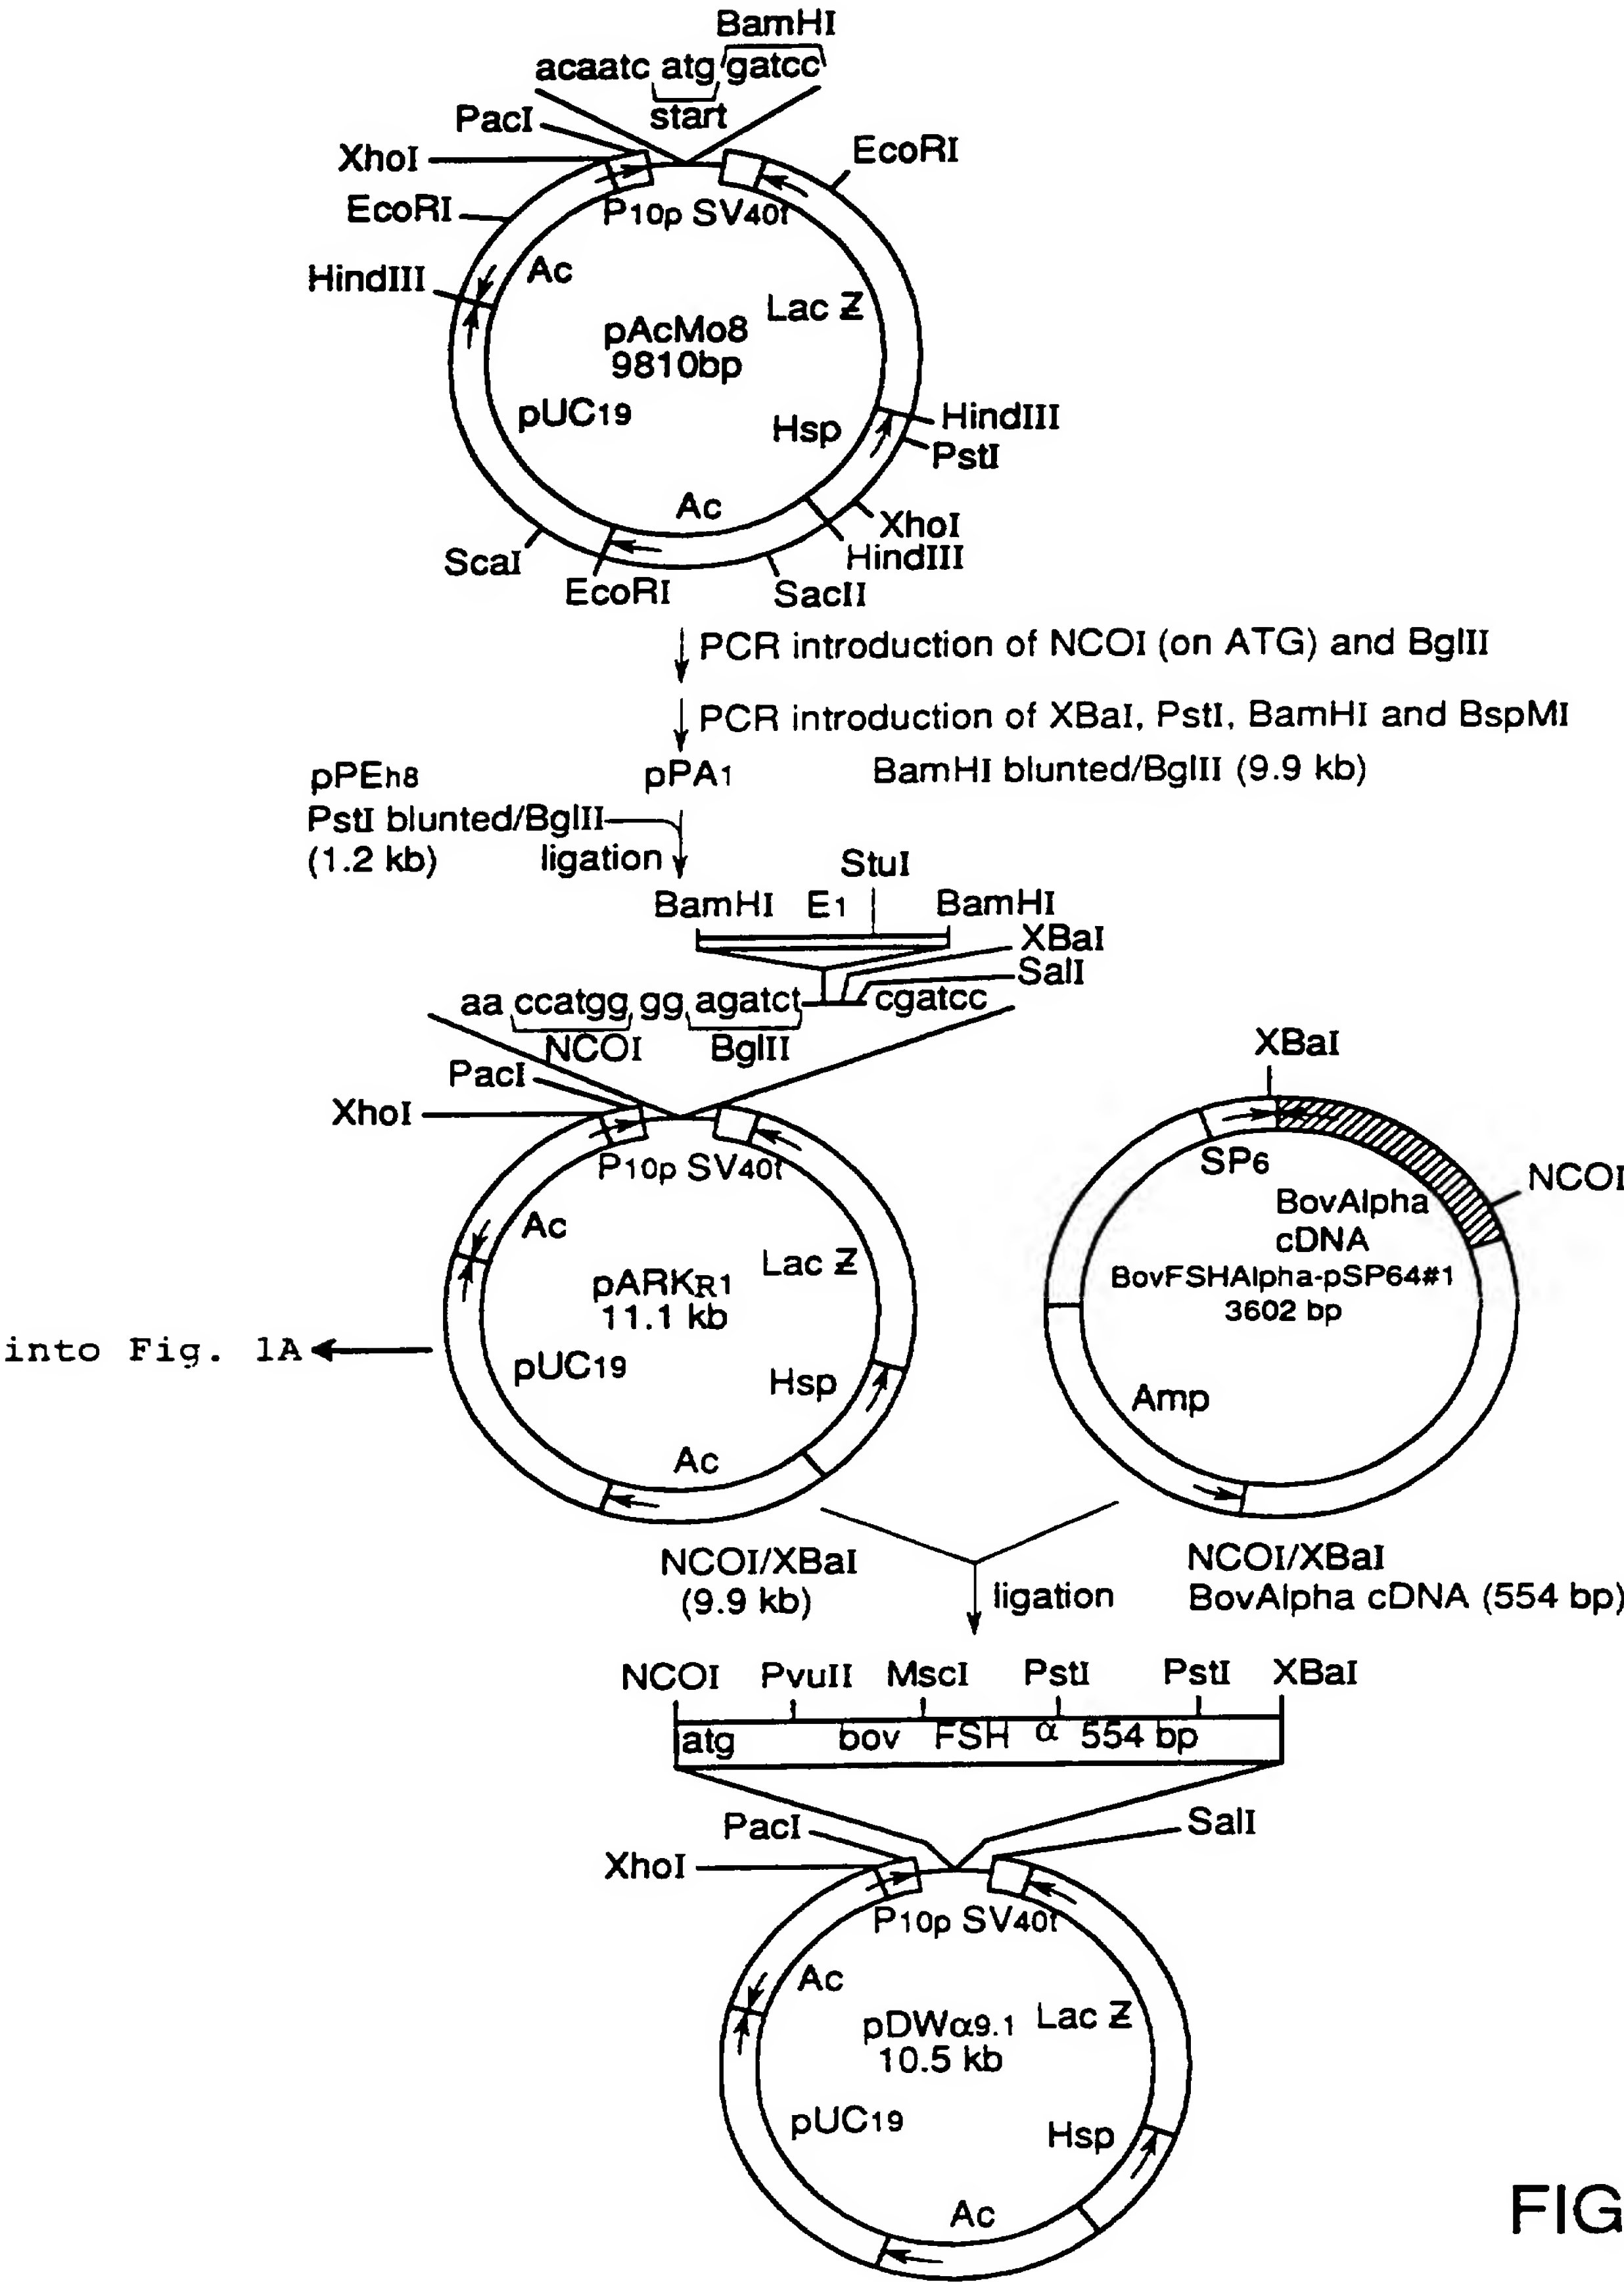 BamHI
acaatc atg gatcc
start
PacI
XhoI
EcoRI
EcoRI
P10p SV40t
HindIII
Ac
Lac Z
pAcMo8
9810bp
pUC19
Hsp
HindIII
PstI
Ac
XhoI
HindIII
ScaI
EcoRI
SacII
PCR introduction of NCOI (on ATG) and BglII
PCR introduction of XBaI, PstI, BamHI and BspMI
pPEh8
pPA1
BamHI blunted/BglII (9.9 kb)
PstI blunted/BglII
(1.2 kb)
ligation
StuI
BamHI E1 BamHI
XBaI
SalI
aa ccatgg gg agatct cgatcc
NCOI BglII
PacI
XhoI
P10p SV40t
Ac
Lac Z
pARKR1
11.1 kb
pUC19
Hsp
Ac
into Fig. 1A
XBaI
SP6
NCOI
BovAlpha
cDNA
BovFSHAlpha-pSP64#1
3602 bp
Amp
NCOI/XBaI
(9.9 kb)
ligation
NCOI/XBaI
BovAlpha cDNA (554 bp)
NCOI PvuII MscI PstI PstI XBaI
atg bov FSH α 554 bp
PacI
SalI
XhoI
P10p SV40t
Ac
Lac Z
pDWα9.1
10.5 kb
pUC19
Hsp
Ac
FIG